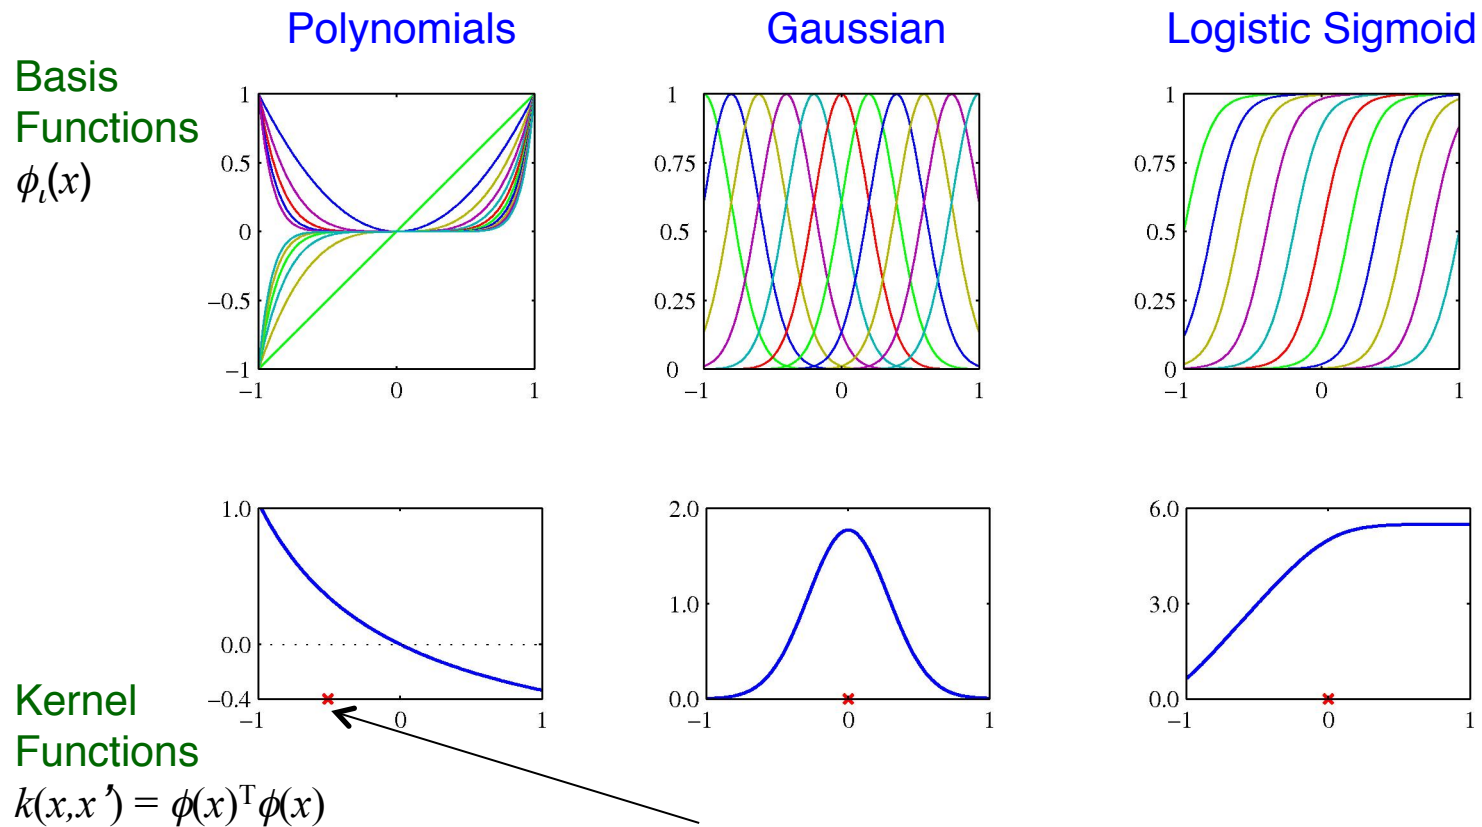 Polynomials Gaussian Logistic Sigmoid
Basis
Functions
ϕᵢ(x)
1
0.5
0
−0.5
−1
−1 0 1
1
0.75
0.5
0.25
0
−1 0 1
1
0.75
0.5
0.25
0
−1 0 1
1.0
0.0
−0.4
−1 0 1
2.0
1.0
0.0
−1 0 1
6.0
3.0
0.0
−1 0 1
Kernel
Functions
k(x,x’) = ϕ(x)ᵀϕ(x)